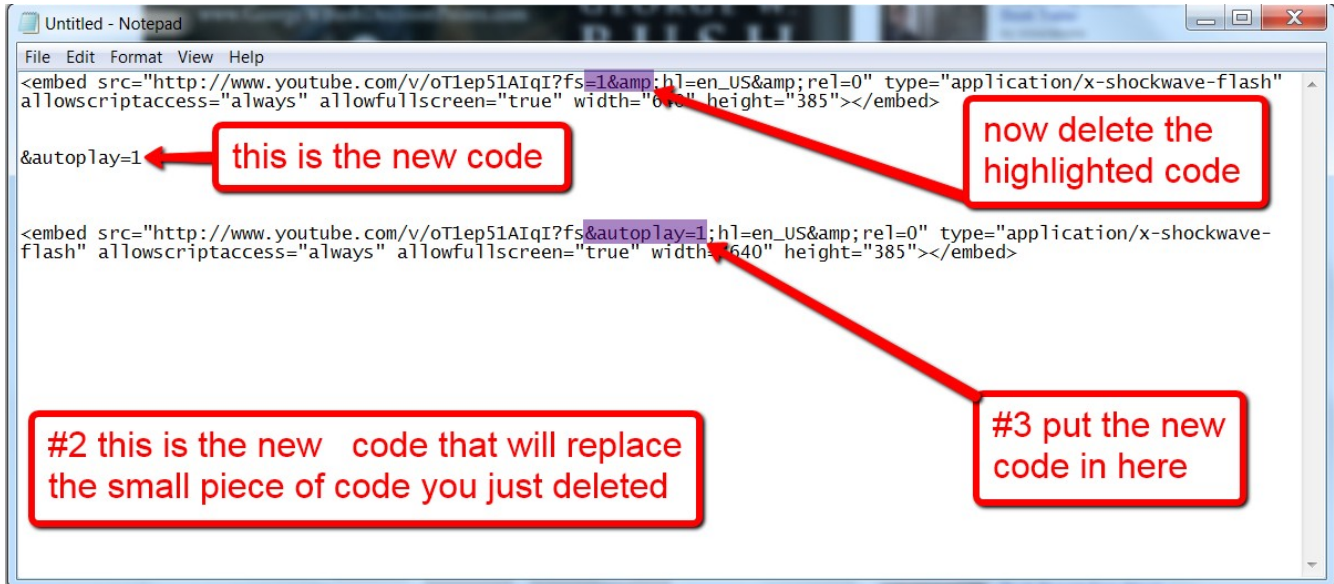 GEORGE W.
BUSH
Untitled - Notepad
File Edit Format View Help
<embed src="http://www.youtube.com/v/oT1ep51AIqI?fs=1&amp;hl=en_US&amp;rel=0" type="application/x-shockwave-flash"
allowscriptaccess="always" allowfullscreen="true" width="640" height="385"></embed>
now delete the
highlighted code
&autoplay=1
this is the new code
<embed src="http://www.youtube.com/v/oT1ep51AIqI?fs&autoplay=1;hl=en_US&amp;rel=0" type="application/x-shockwave-
flash" allowscriptaccess="always" allowfullscreen="true" width="640" height="385"></embed>
#2 this is the new code that will replace
the small piece of code you just deleted
#3 put the new
code in here